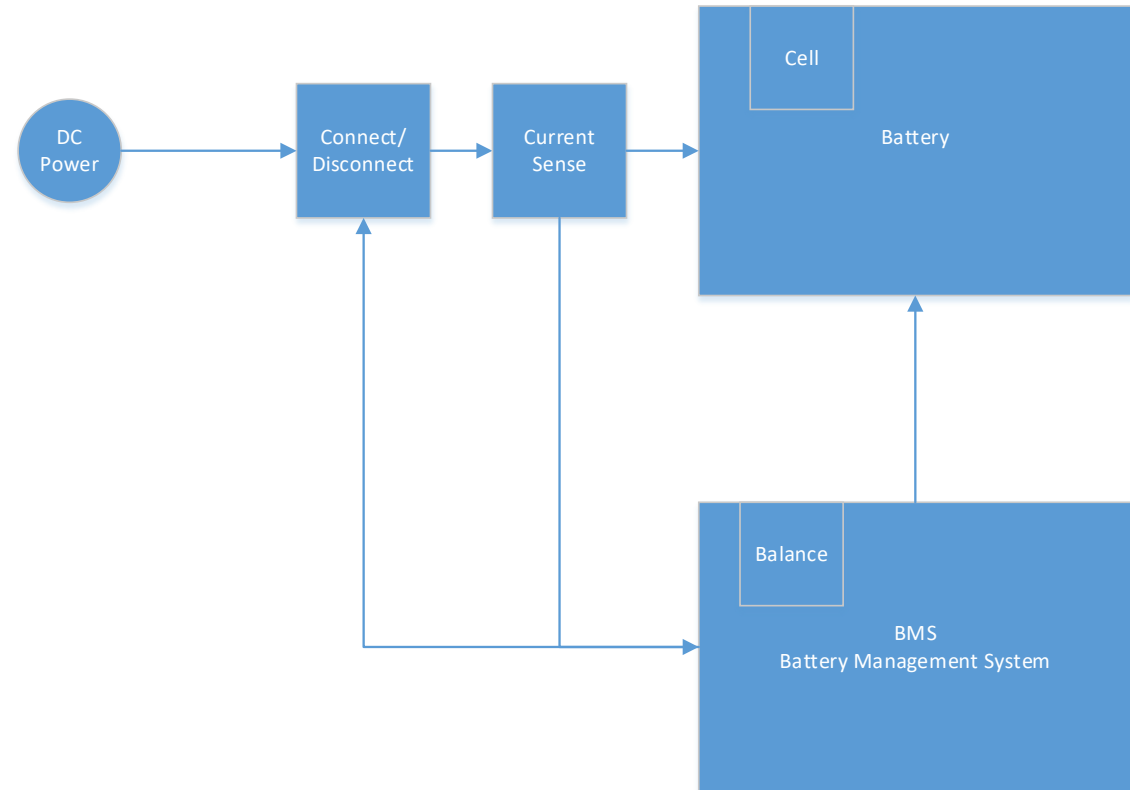 DC
Power
Connect/
Disconnect
Current
Sense
Cell
Battery
Balance
BMS
Battery Management System